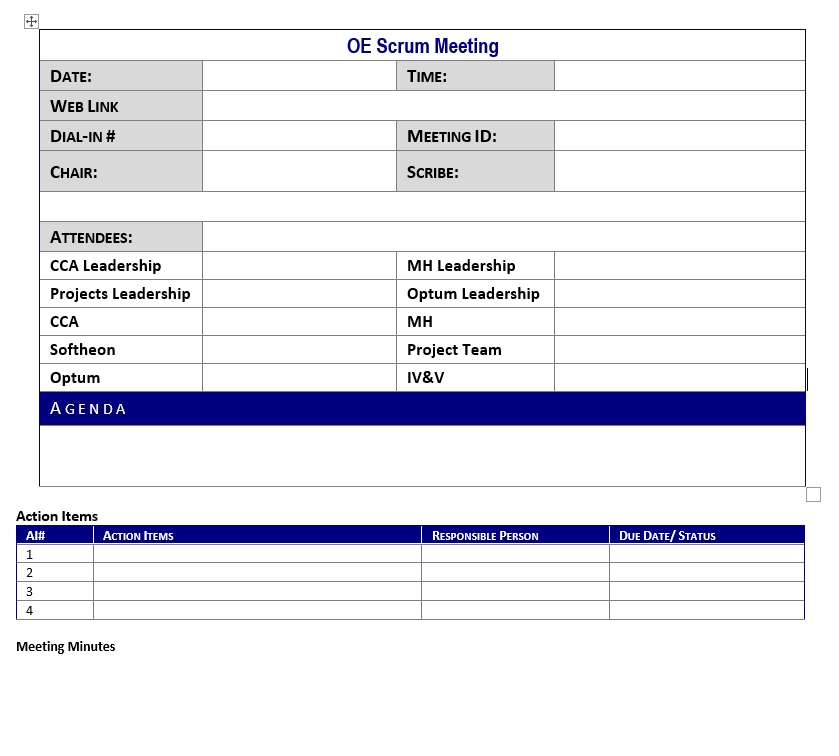 OE Scrum Meeting
DATE: TIME:
WEB LINK
DIAL-IN # MEETING ID:
CHAIR: SCRIBE:
ATTENDEES:
CCA Leadership MH Leadership
Projects Leadership Optum Leadership
CCA MH
Softheon Project Team
Optum IV&V
AGENDA
Action Items
AI# ACTION ITEMS RESPONSIBLE PERSON DUE DATE/ STATUS
1
2
3
4
Meeting Minutes